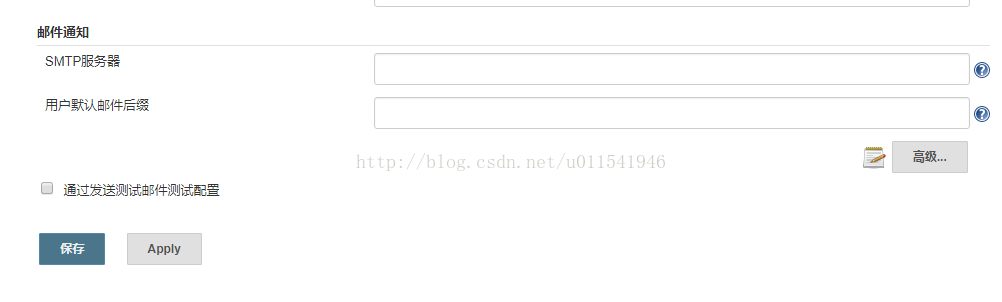 邮件通知
SMTP服务器
用户默认邮件后缀
http://blog.csdn.net/u011541946
高级...
通过发送测试邮件测试配置
保存 Apply